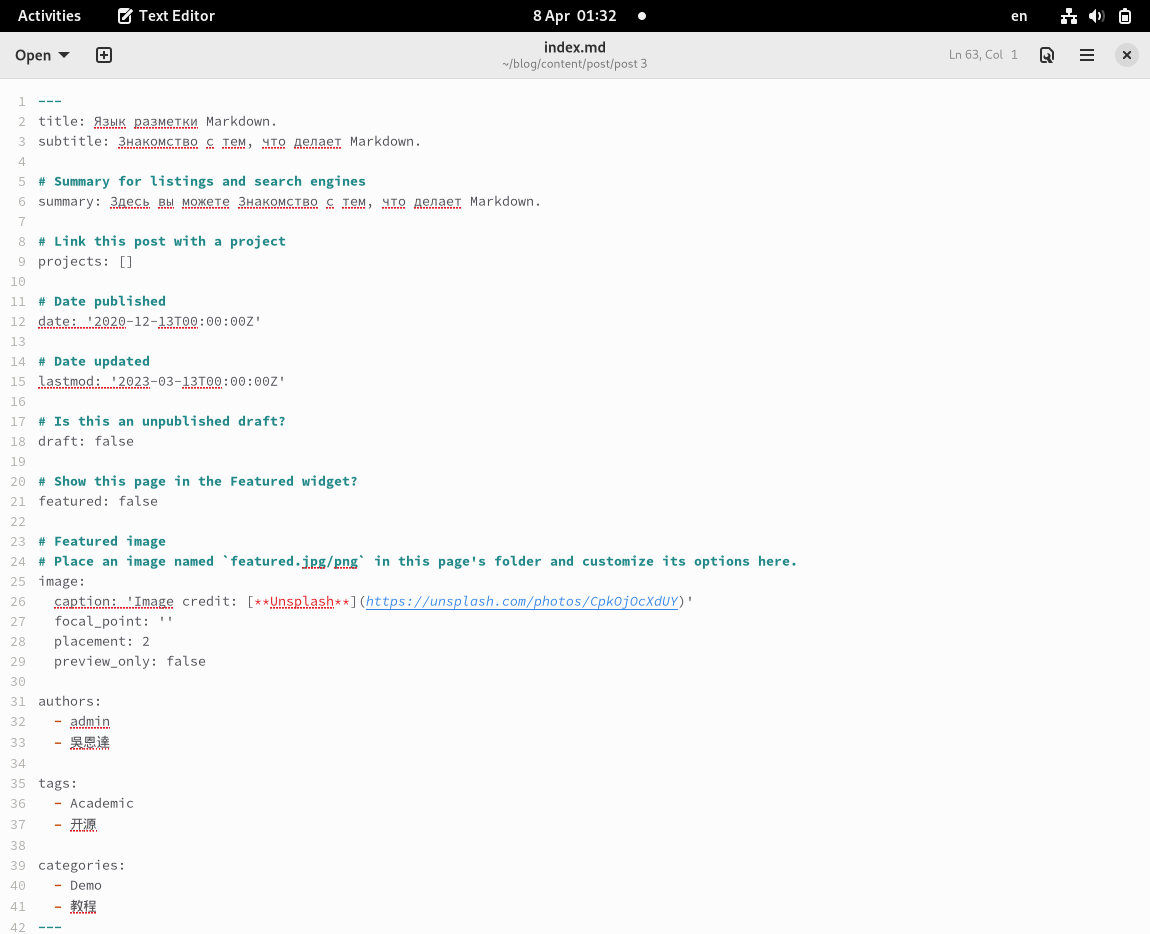 Activities Text Editor 8 Apr 01:32 en
Open index.md Ln 63, Col 1
~/blog/content/post/post 3
1 ---
2 title: Язык разметки Markdown.
3 subtitle: Знакомство с тем, что делает Markdown.
4
5 # Summary for listings and search engines
6 summary: Здесь вы можете Знакомство с тем, что делает Markdown.
7
8 # Link this post with a project
9 projects: []
10
11 # Date published
12 date: '2020-12-13T00:00:00Z'
13
14 # Date updated
15 lastmod: '2023-03-13T00:00:00Z'
16
17 # Is this an unpublished draft?
18 draft: false
19
20 # Show this page in the Featured widget?
21 featured: false
22
23 # Featured image
24 # Place an image named `featured.jpg/png` in this page's folder and customize its options here.
25 image:
26   caption: 'Image credit: [**Unsplash**](https://unsplash.com/photos/CpkOjOcXdUY)'
27   focal_point: ''
28   placement: 2
29   preview_only: false
30
31 authors:
32   - admin
33   - 吳恩達
34
35 tags:
36   - Academic
37   - 开源
38
39 categories:
40   - Demo
41   - 教程
42 ---